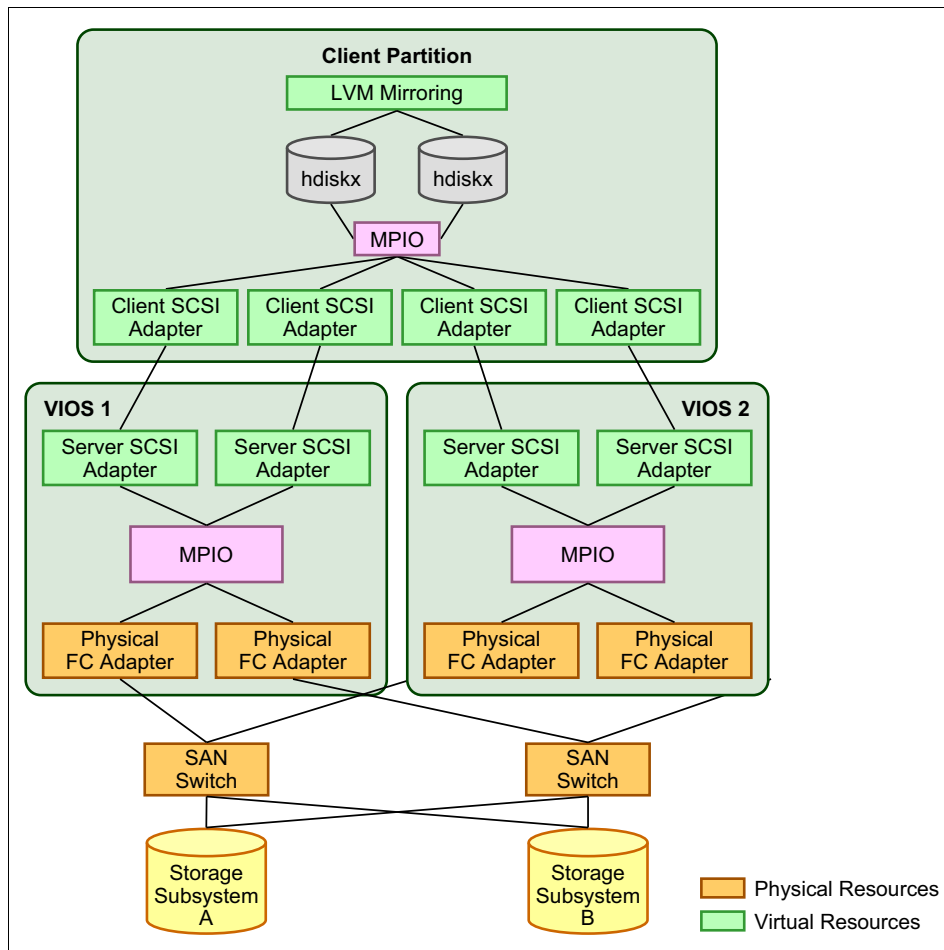 Client Partition
LVM Mirroring
hdiskx
hdiskx
MPIO
Client SCSI
Adapter
Client SCSI
Adapter
Client SCSI
Adapter
Client SCSI
Adapter
VIOS 1
Server SCSI
Adapter
Server SCSI
Adapter
MPIO
Physical
FC Adapter
Physical
FC Adapter
VIOS 2
Server SCSI
Adapter
Server SCSI
Adapter
MPIO
Physical
FC Adapter
Physical
FC Adapter
SAN
Switch
SAN
Switch
Storage
Subsystem
A
Storage
Subsystem
B
Physical Resources
Virtual Resources